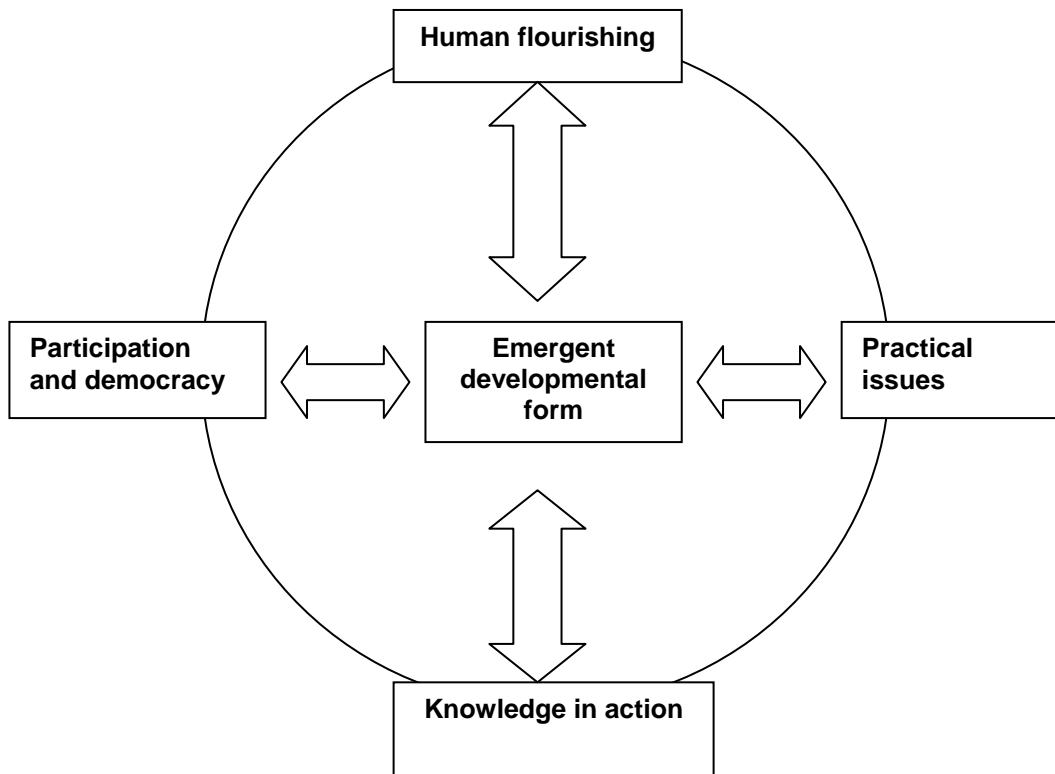 Human flourishing
Participation
and democracy
Emergent
developmental
form
Practical
issues
Knowledge in action